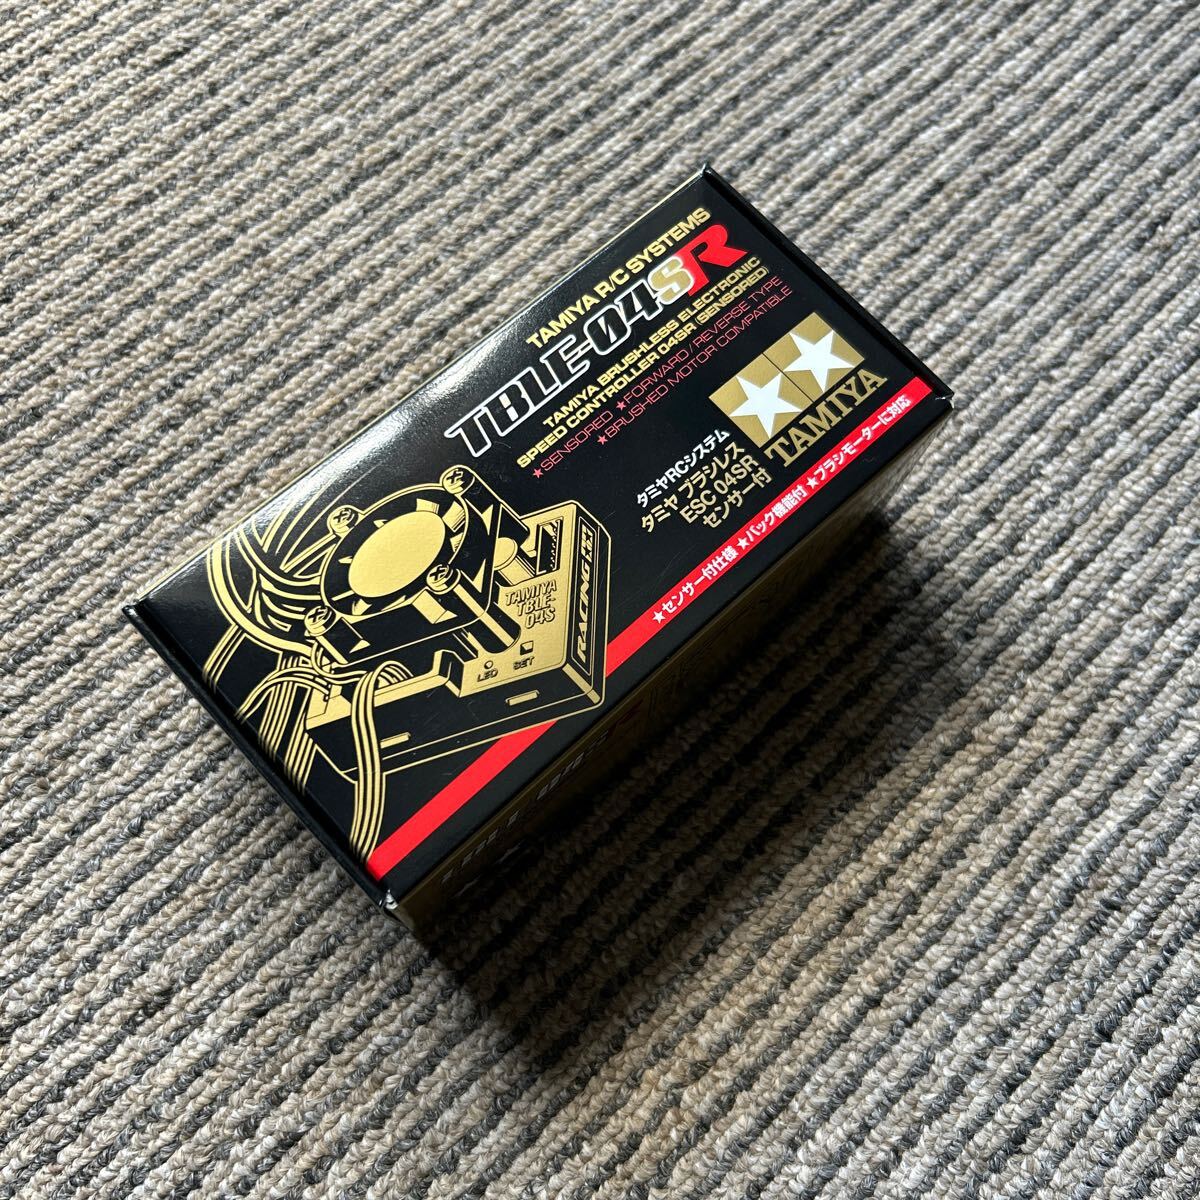 TAMIYA R/C SYSTEMS
TBLE-04SR
TAMIYA BRUSHLESS ELECTRONIC
SPEED CONTROLLER 04SR (SENSORED)
★SENSORED ★FORWARD/REVERSE TYPE
★BRUSHED MOTOR COMPATIBLE
TAMIYA
タミヤRCシステム
タミヤ ブラシレス
ESC 04SR
センサー付
★センサー付仕様 ★バック機能付 ★ブラシモーターに対応
TAMIYA
TBLE-
04S
RACING
LED
SET